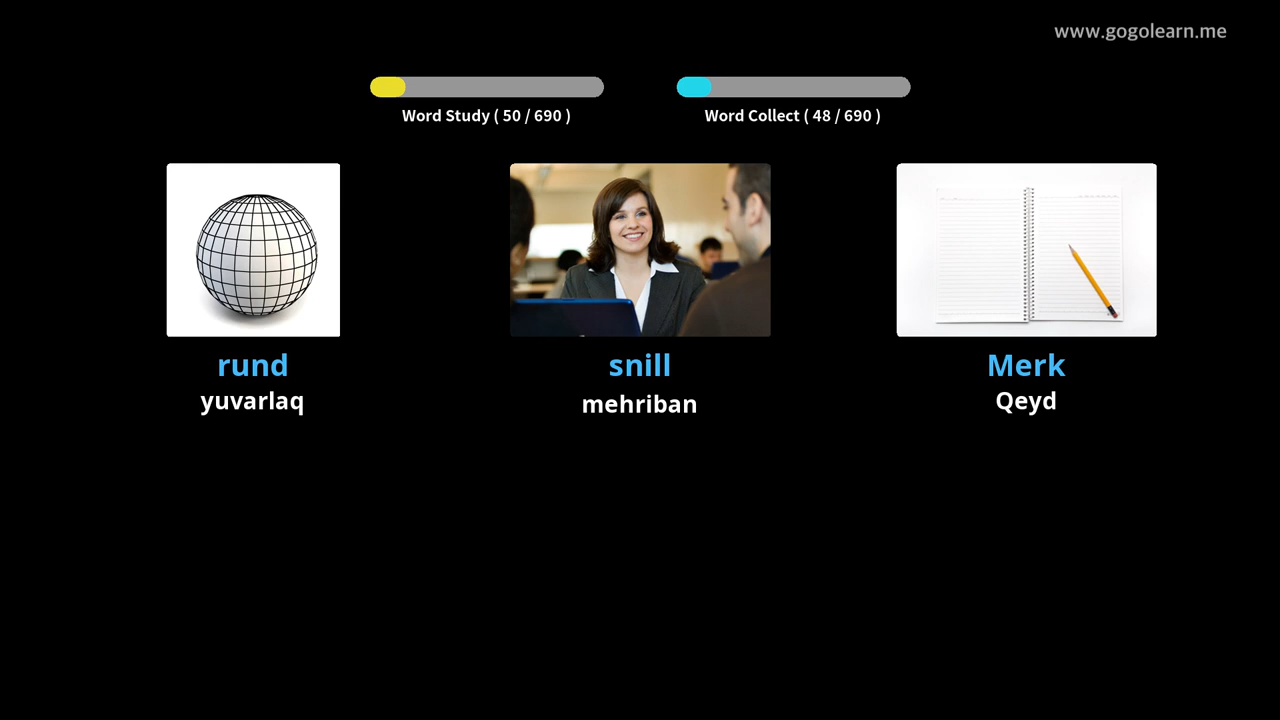 www.gogolearn.me
Word Study ( 50 / 690 )
Word Collect ( 48 / 690 )
rund
yuvarlaq
snill
mehriban
Merk
Qeyd